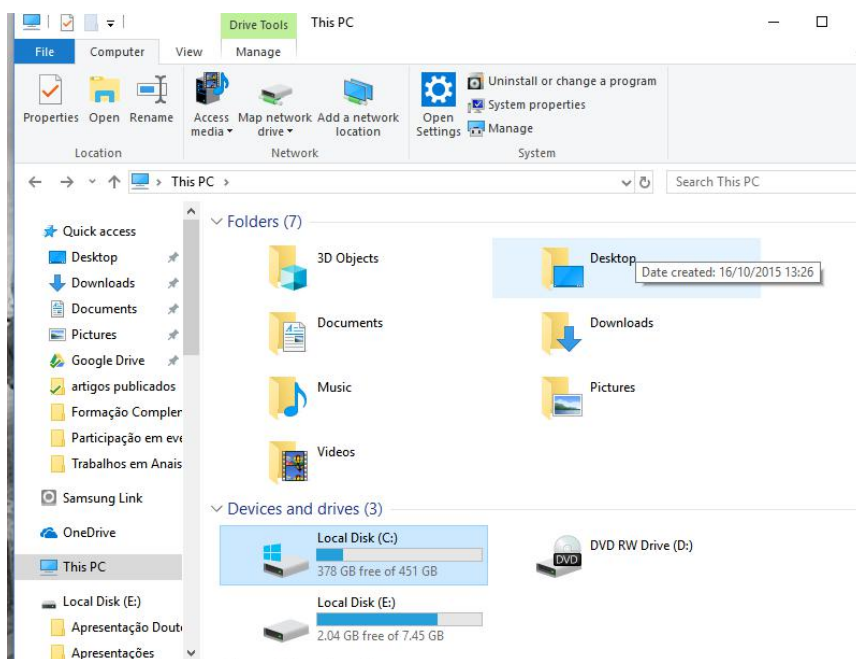 Drive Tools This PC
File Computer View Manage
Properties Open Rename
Access media
Map network drive
Add a network location
Open Settings
Uninstall or change a program
System properties
Manage
Location Network System
This PC
Search This PC
Quick access
Desktop
Downloads
Documents
Pictures
Google Drive
artigos publicados
Formação Compler
Participação em eve
Trabalhos em Anais
Samsung Link
OneDrive
This PC
Local Disk (E:)
Apresentação Douto
Apresentações
Folders (7)
3D Objects
Desktop
Date created: 16/10/2015 13:26
Documents
Downloads
Music
Pictures
Videos
Devices and drives (3)
Local Disk (C:)
378 GB free of 451 GB
DVD RW Drive (D:)
DVD
Local Disk (E:)
2.04 GB free of 7.45 GB